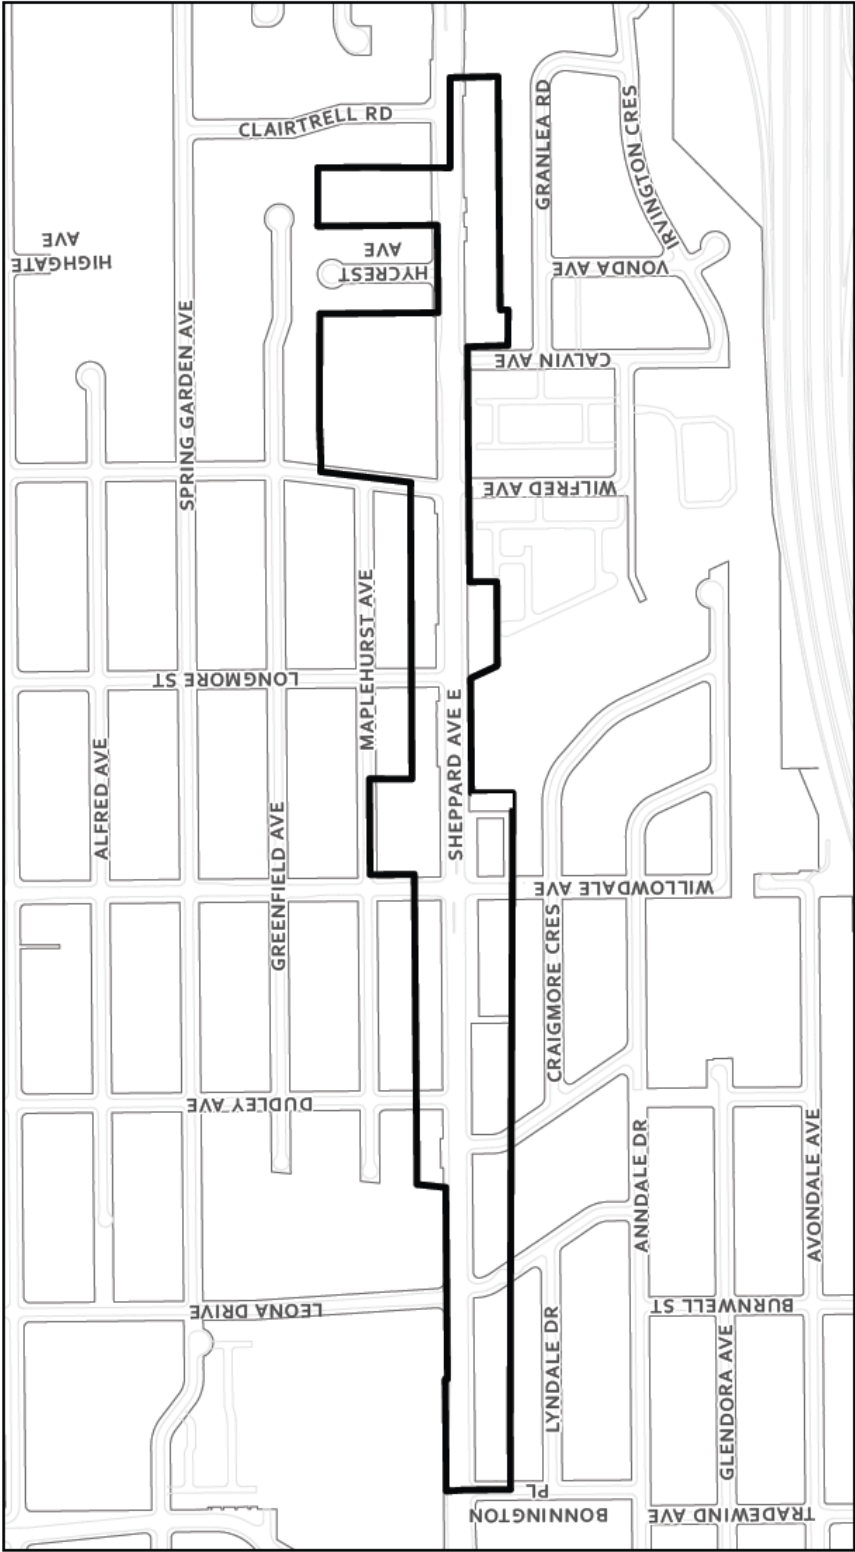 CLAIRTRELL RD
GRANLEA RD
IRVINGTON CRES
HIGHGATE
AVE
HYCREST
AVE
VONDA AVE
SPRING GARDEN AVE
CALVIN AVE
WILFRED AVE
MAPLEHURST AVE
LONGMORE ST
SHEPPARD AVE E
ALFRED AVE
GREENFIELD AVE
WILLOWDALE AVE
CRAIGMORE CRES
DUDLEY AVE
ANNDALE DR
AVONDALE AVE
LEONA DRIVE
BURNWELL ST
LYNDALE DR
GLENDORA AVE
BONNINGTON
PL
TRADEWIND AVE